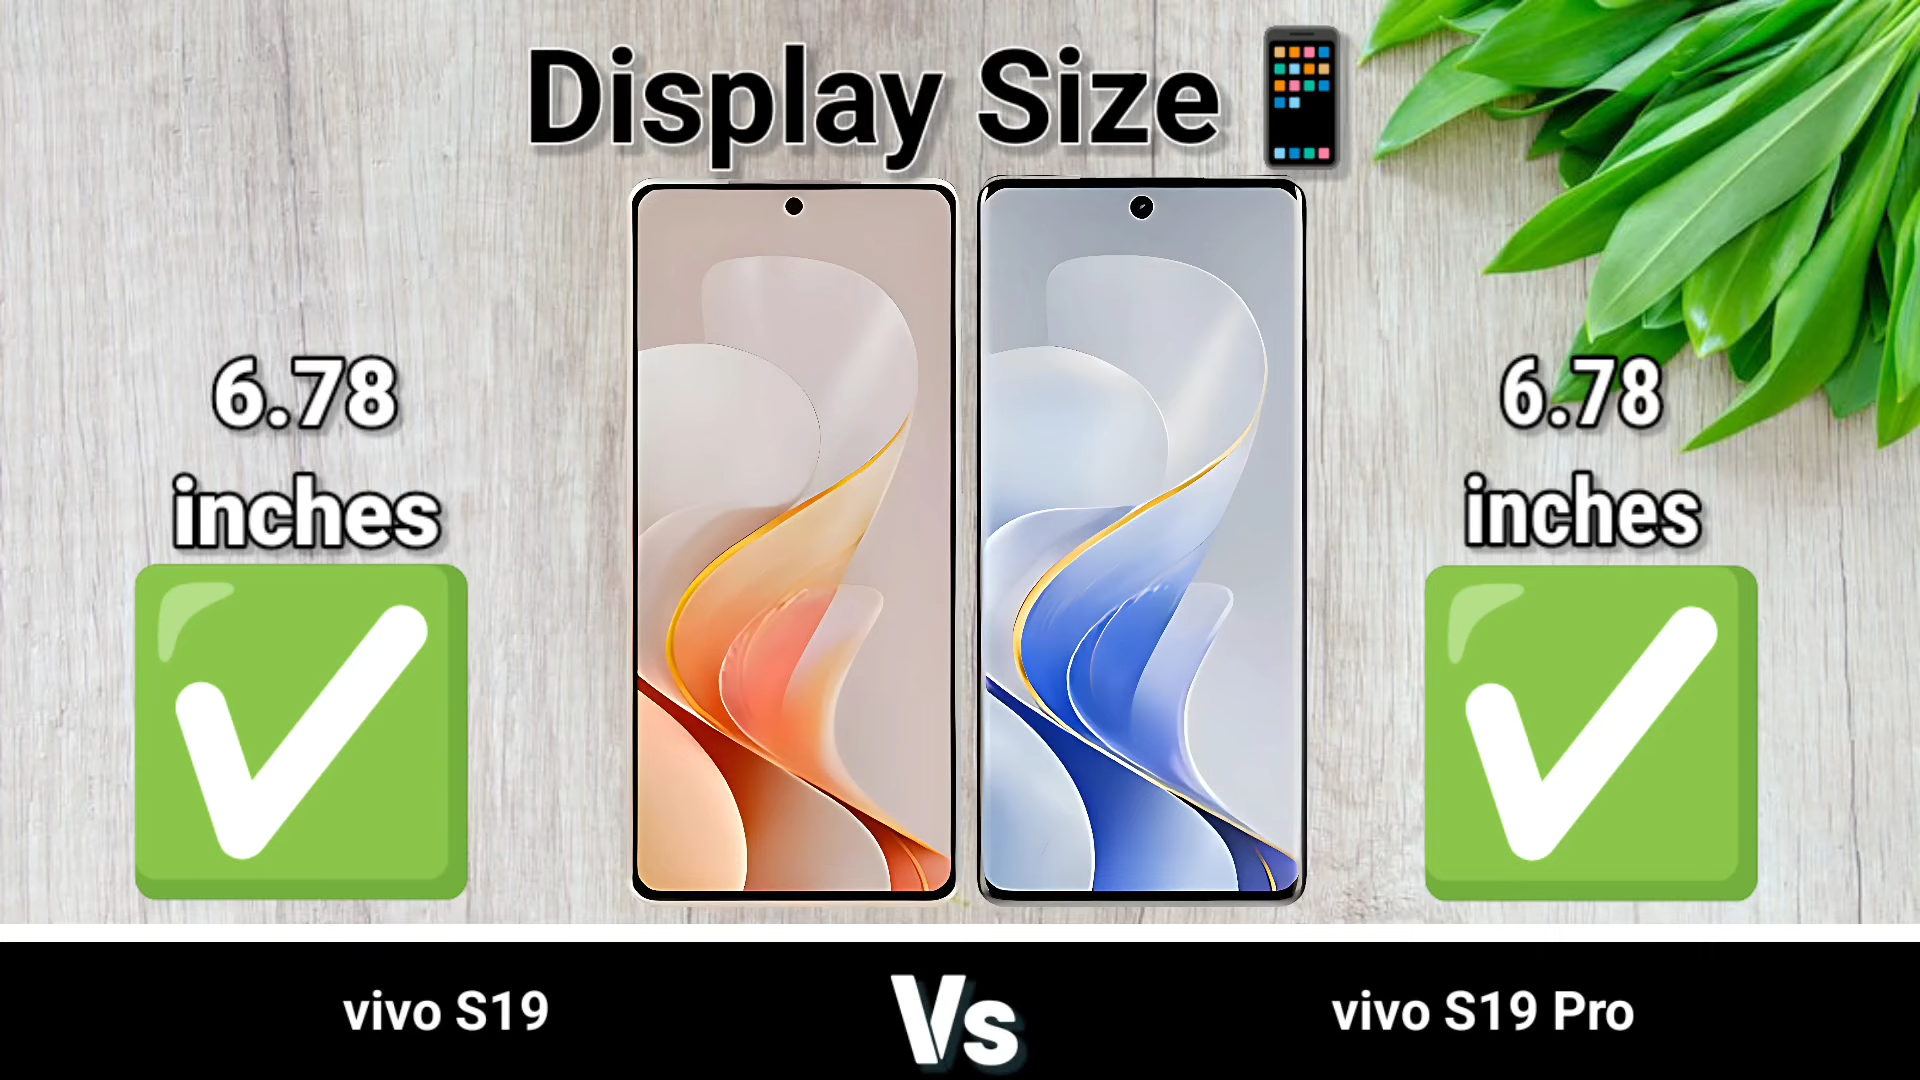 Display Size
6.78
inches
6.78
inches
vivo S19
Vs
vivo S19 Pro